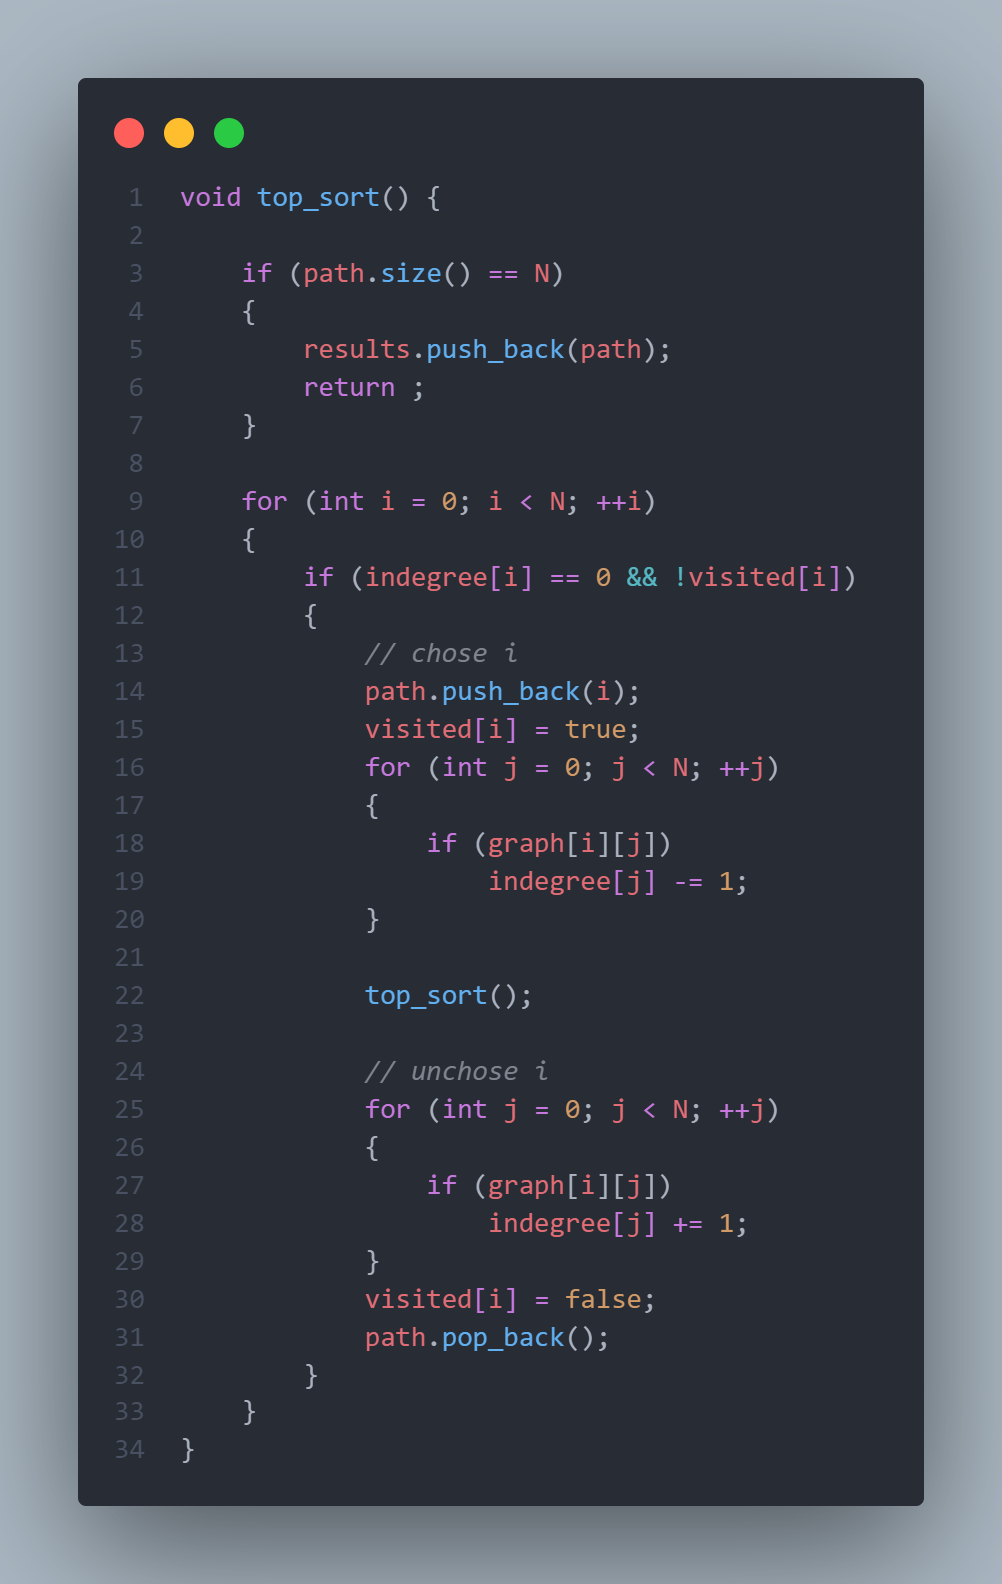 1 void top_sort() {
2
3 if (path.size() == N)
4 {
5 results.push_back(path);
6 return ;
7 }
8
9 for (int i = 0; i < N; ++i)
10 {
11 if (indegree[i] == 0 && !visited[i])
12 {
13 // chose i
14 path.push_back(i);
15 visited[i] = true;
16 for (int j = 0; j < N; ++j)
17 {
18 if (graph[i][j])
19 indegree[j] -= 1;
20 }
21
22 top_sort();
23
24 // unchose i
25 for (int j = 0; j < N; ++j)
26 {
27 if (graph[i][j])
28 indegree[j] += 1;
29 }
30 visited[i] = false;
31 path.pop_back();
32 }
33 }
34 }